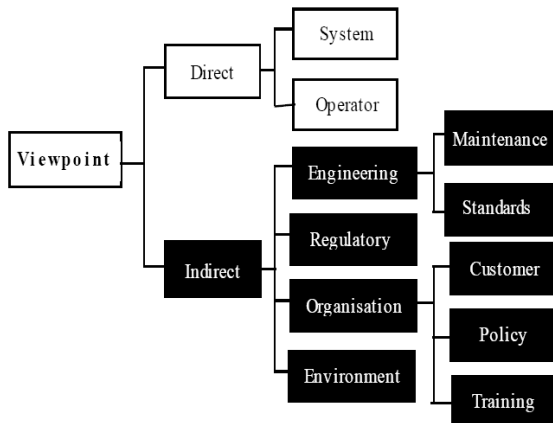 System
Direct
Operator
Viewpoint
Maintenance
Engineering
Standards
Regulatory
Indirect
Customer
Organisation
Policy
Environment
Training